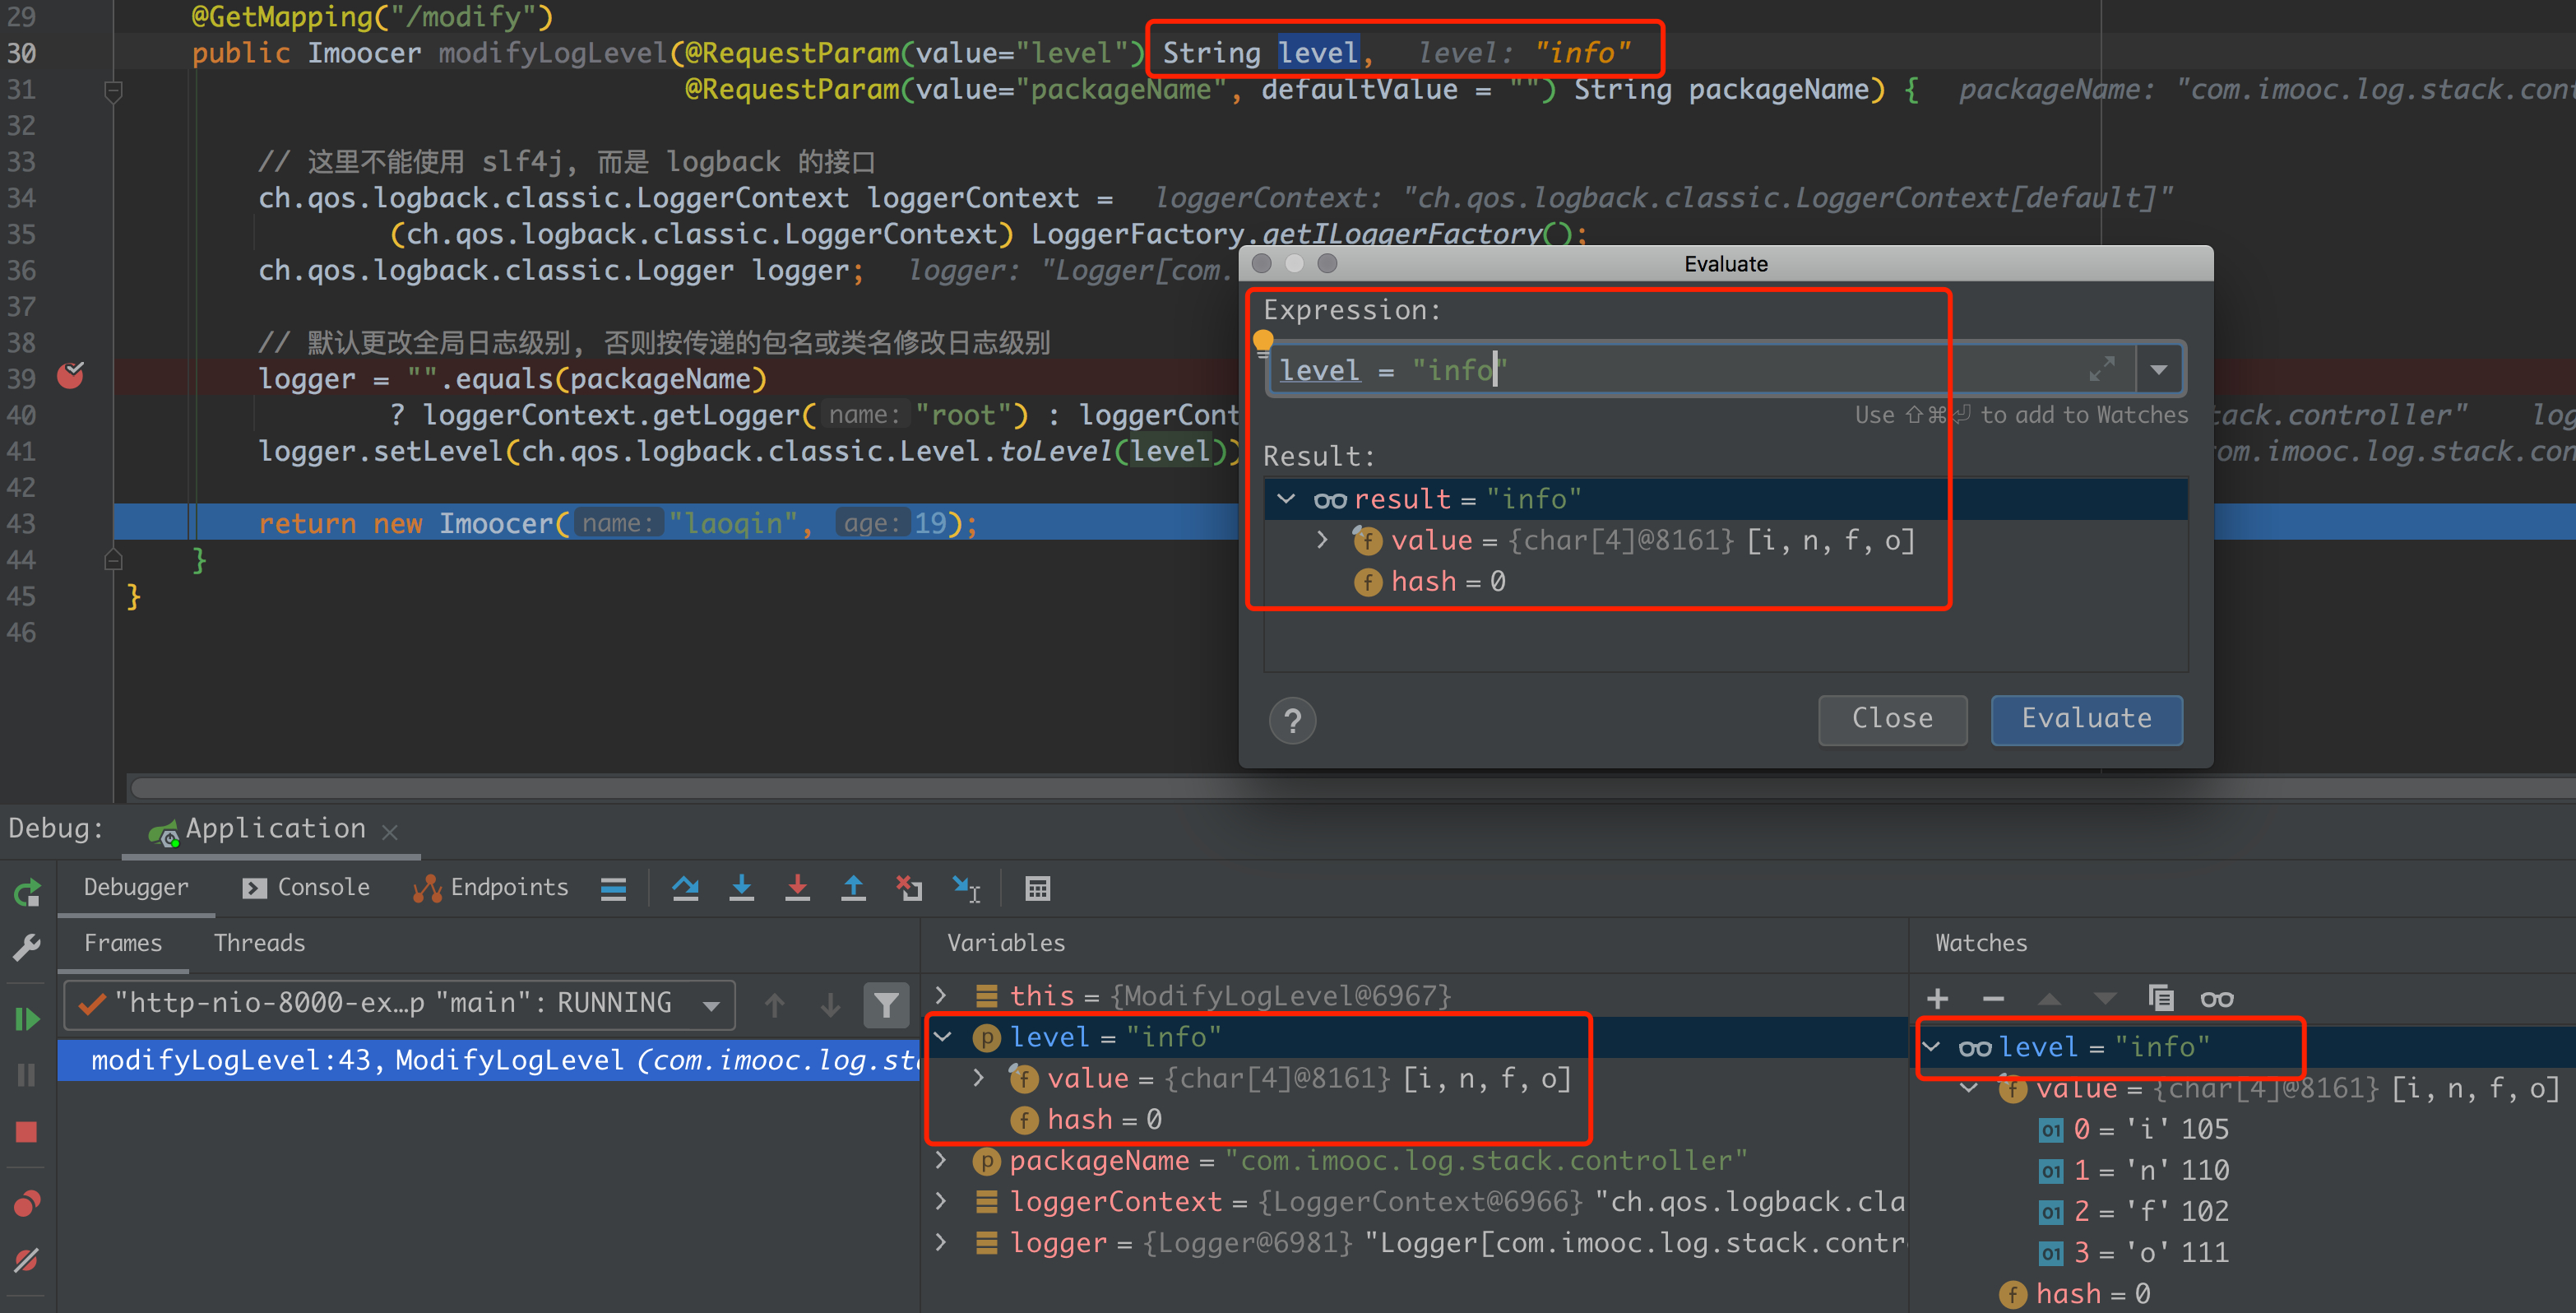 29 @GetMapping("/modify")
30 public Imoocer modifyLogLevel(@RequestParam(value="level") String level, level: "info"
31 @RequestParam(value="packageName", defaultValue = "") String packageName) { packageName: "com.imooc.log.stack.cont
32
33 // 这里不能使用 slf4j, 而是 logback 的接口
34 ch.qos.logback.classic.LoggerContext loggerContext = loggerContext: "ch.qos.logback.classic.LoggerContext[default]"
35 (ch.qos.logback.classic.LoggerContext) LoggerFactory.getILoggerFactory();
36 ch.qos.logback.classic.Logger logger; logger: "Logger[com.
37
38 // 默认更改全局日志级别, 否则按传递的包名或类名修改日志级别
39 logger = "".equals(packageName)
40 ? loggerContext.getLogger( name: "root") : loggerCont tack.controller" log
41 logger.setLevel(ch.qos.logback.classic.Level.toLevel(level)) om.imooc.log.stack.con
42
43 return new Imoocer( name: "laoqin", age: 19);
44 }
45 }
46
Evaluate
Expression:
level = "info"
Use ⇧⌘⏎ to add to Watches
Result:
result = "info"
value = {char[4]@8161} [i, n, f, o]
hash = 0
?
Close
Evaluate
Debug: Application
Debugger Console Endpoints
Frames Threads
"http-nio-8000-ex...p "main": RUNNING
modifyLogLevel:43, ModifyLogLevel (com.imooc.log.sta
Variables
this = {ModifyLogLevel@6967}
level = "info"
value = {char[4]@8161} [i, n, f, o]
hash = 0
packageName = "com.imooc.log.stack.controller"
loggerContext = {LoggerContext@6966} "ch.qos.logback.cla
logger = {Logger@6981} "Logger[com.imooc.log.stack.contr
Watches
level = "info"
value = {char[4]@8161} [i, n, f, o]
0 = 'i' 105
1 = 'n' 110
2 = 'f' 102
3 = 'o' 111
hash = 0